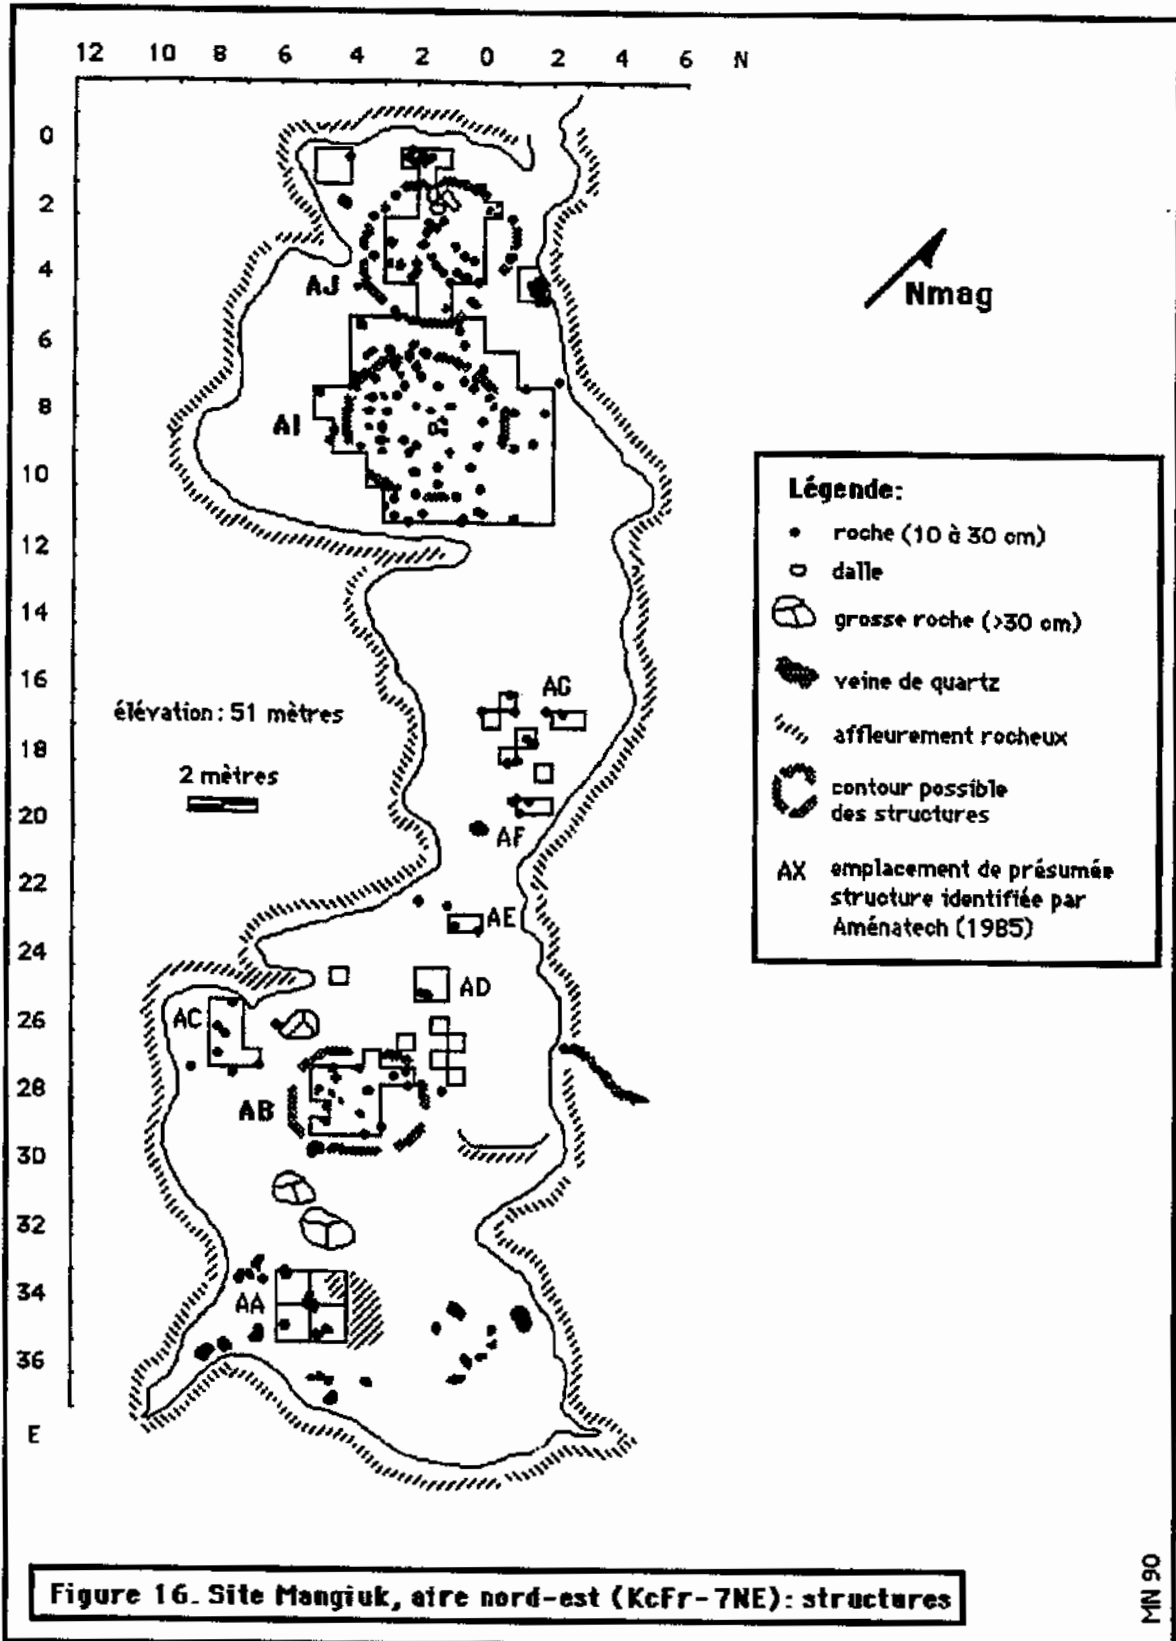 12 10 8 6 4 2 0 2 4 6 N
0
2
4
6
8
10
12
14
16
18
20
22
24
26
28
30
32
34
36
E
AJ
AI
AG
AF
AE
AD
AC
AB
AA
élévation : 51 mètres
2 mètres
Nmag
Légende:
roche (10 à 30 cm)
dalle
grosse roche (>30 cm)
veine de quartz
affleurement rocheux
contour possible
des structures
AX emplacement de présumée
structure identifiée par
Aménatech (1985)
Figure 16. Site Mangiuk, aire nord-est (KcFr-7NE): structures
MN 90